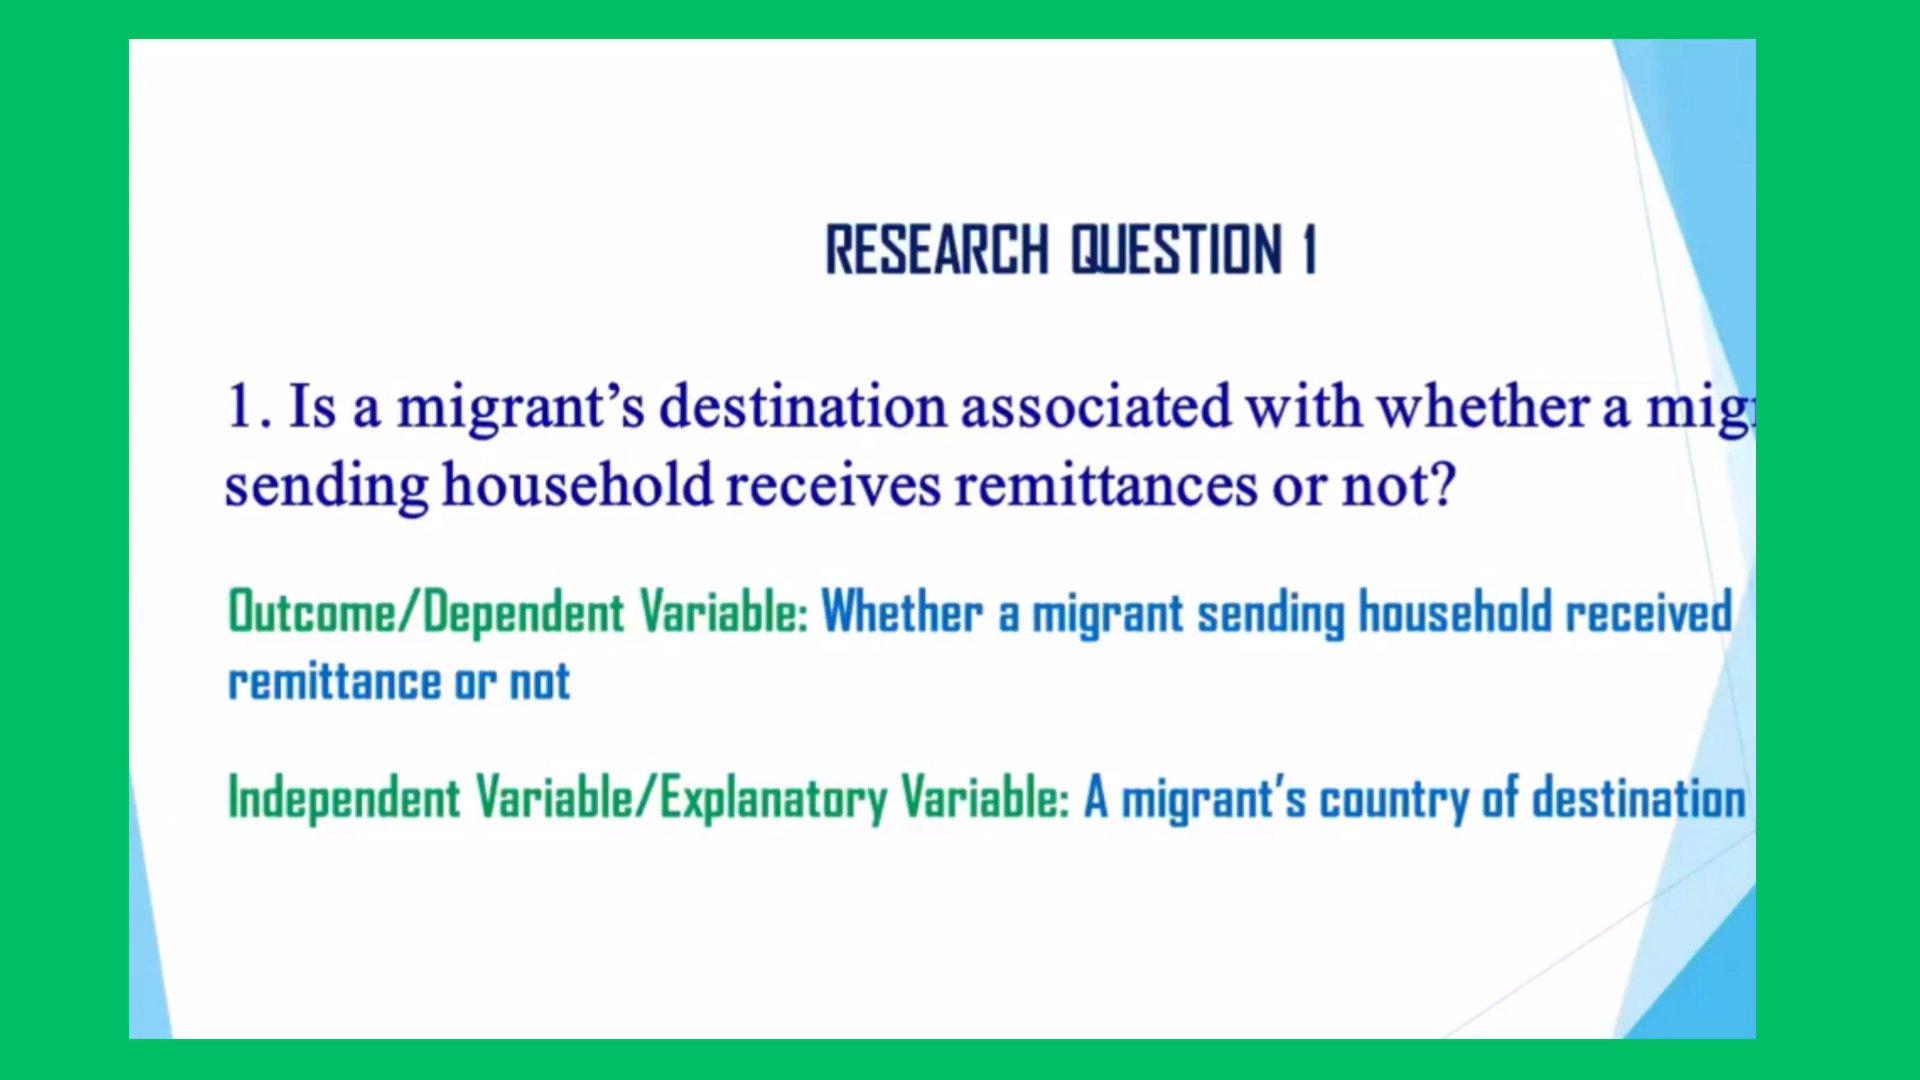 RESEARCH QUESTION 1
1. Is a migrant’s destination associated with whether a
sending household receives remittances or not?
Outcome/Dependent Variable: Whether a migrant sending household received
remittance or not
Independent Variable/Explanatory Variable: A migrant’s country of destination